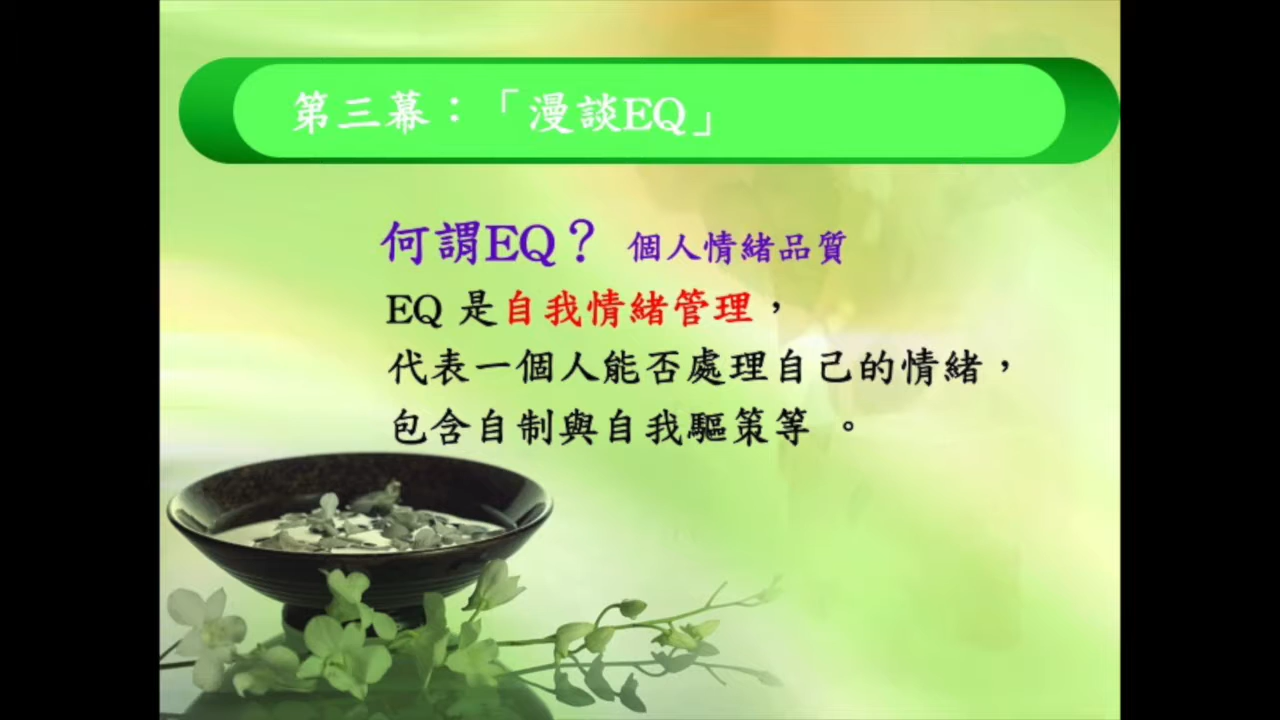 第三幕：「漫談EQ」
何謂EQ？ 個人情緒品質
EQ 是自我情緒管理，
代表一個人能否處理自己的情緒，
包含自制與自我驅策等 。